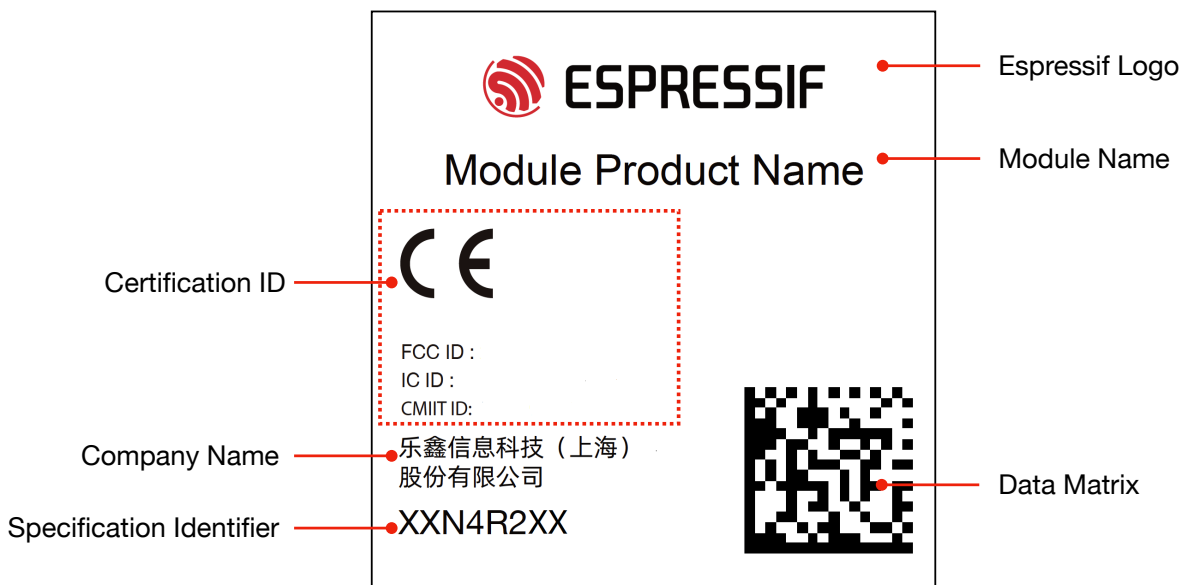 ESPRESSIF
Espressif Logo
Module Product Name
Module Name
CE
Certification ID
FCC ID :
IC ID :
CMIIT ID:
乐鑫信息科技（上海）
股份有限公司
Company Name
Data Matrix
XXN4R2XX
Specification Identifier